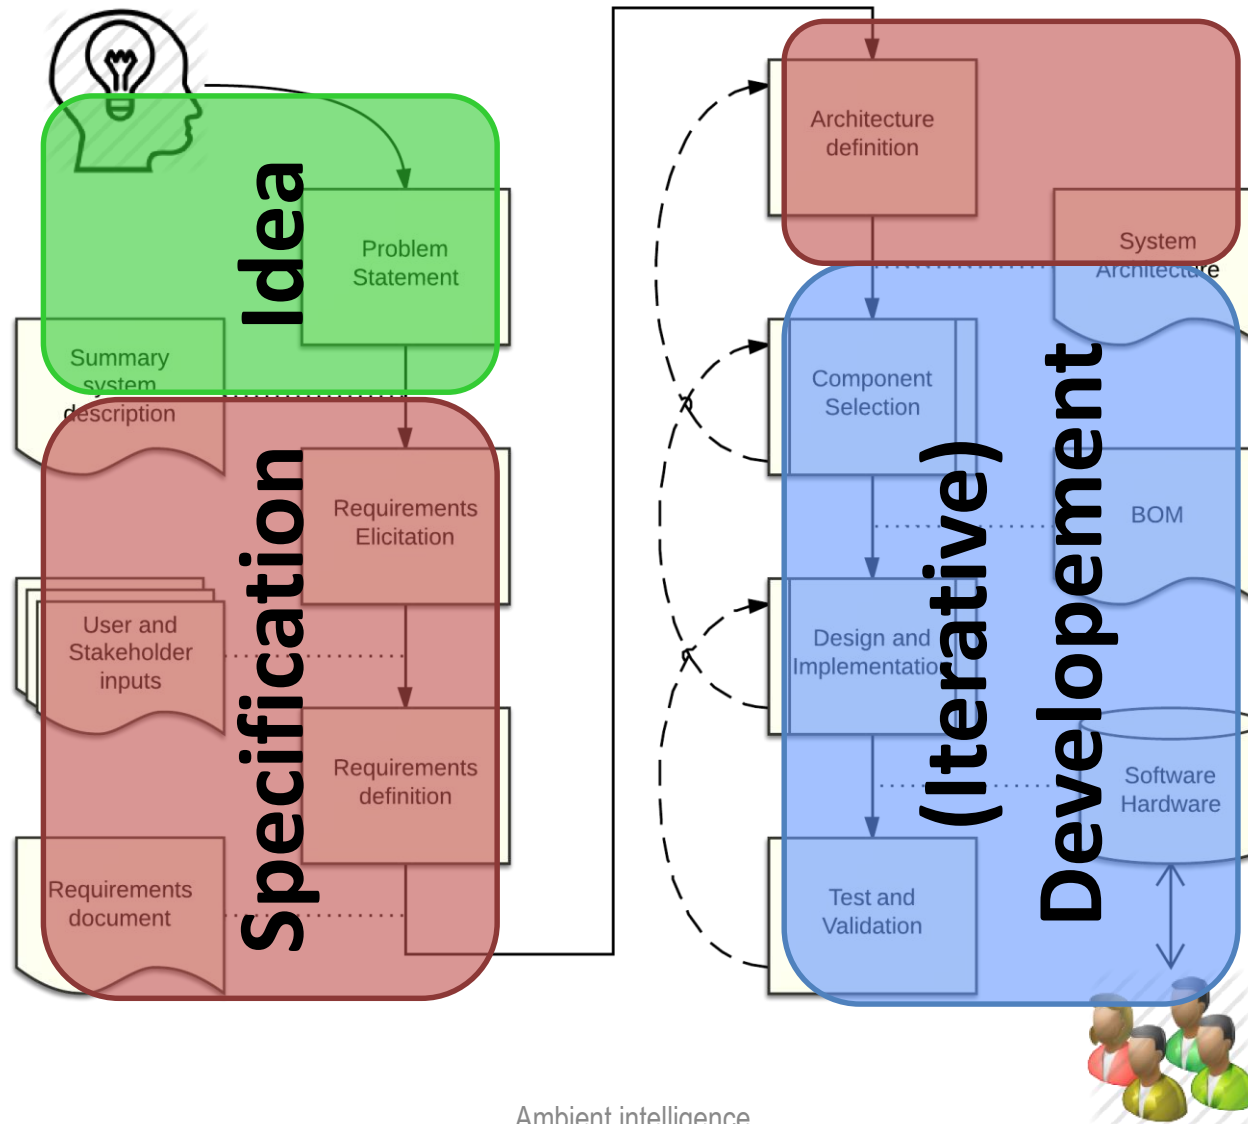 Idea
Problem
Statement
Summary
system
description
Specification
Requirements
Elicitation
User and
Stakeholder
inputs
Requirements
definition
Requirements
document
Architecture
definition
System
Architecture
Component
Selection
BOM
(Iterative)
Developement
Design and
Implementation
Software
Hardware
Test and
Validation
Ambient intelligence